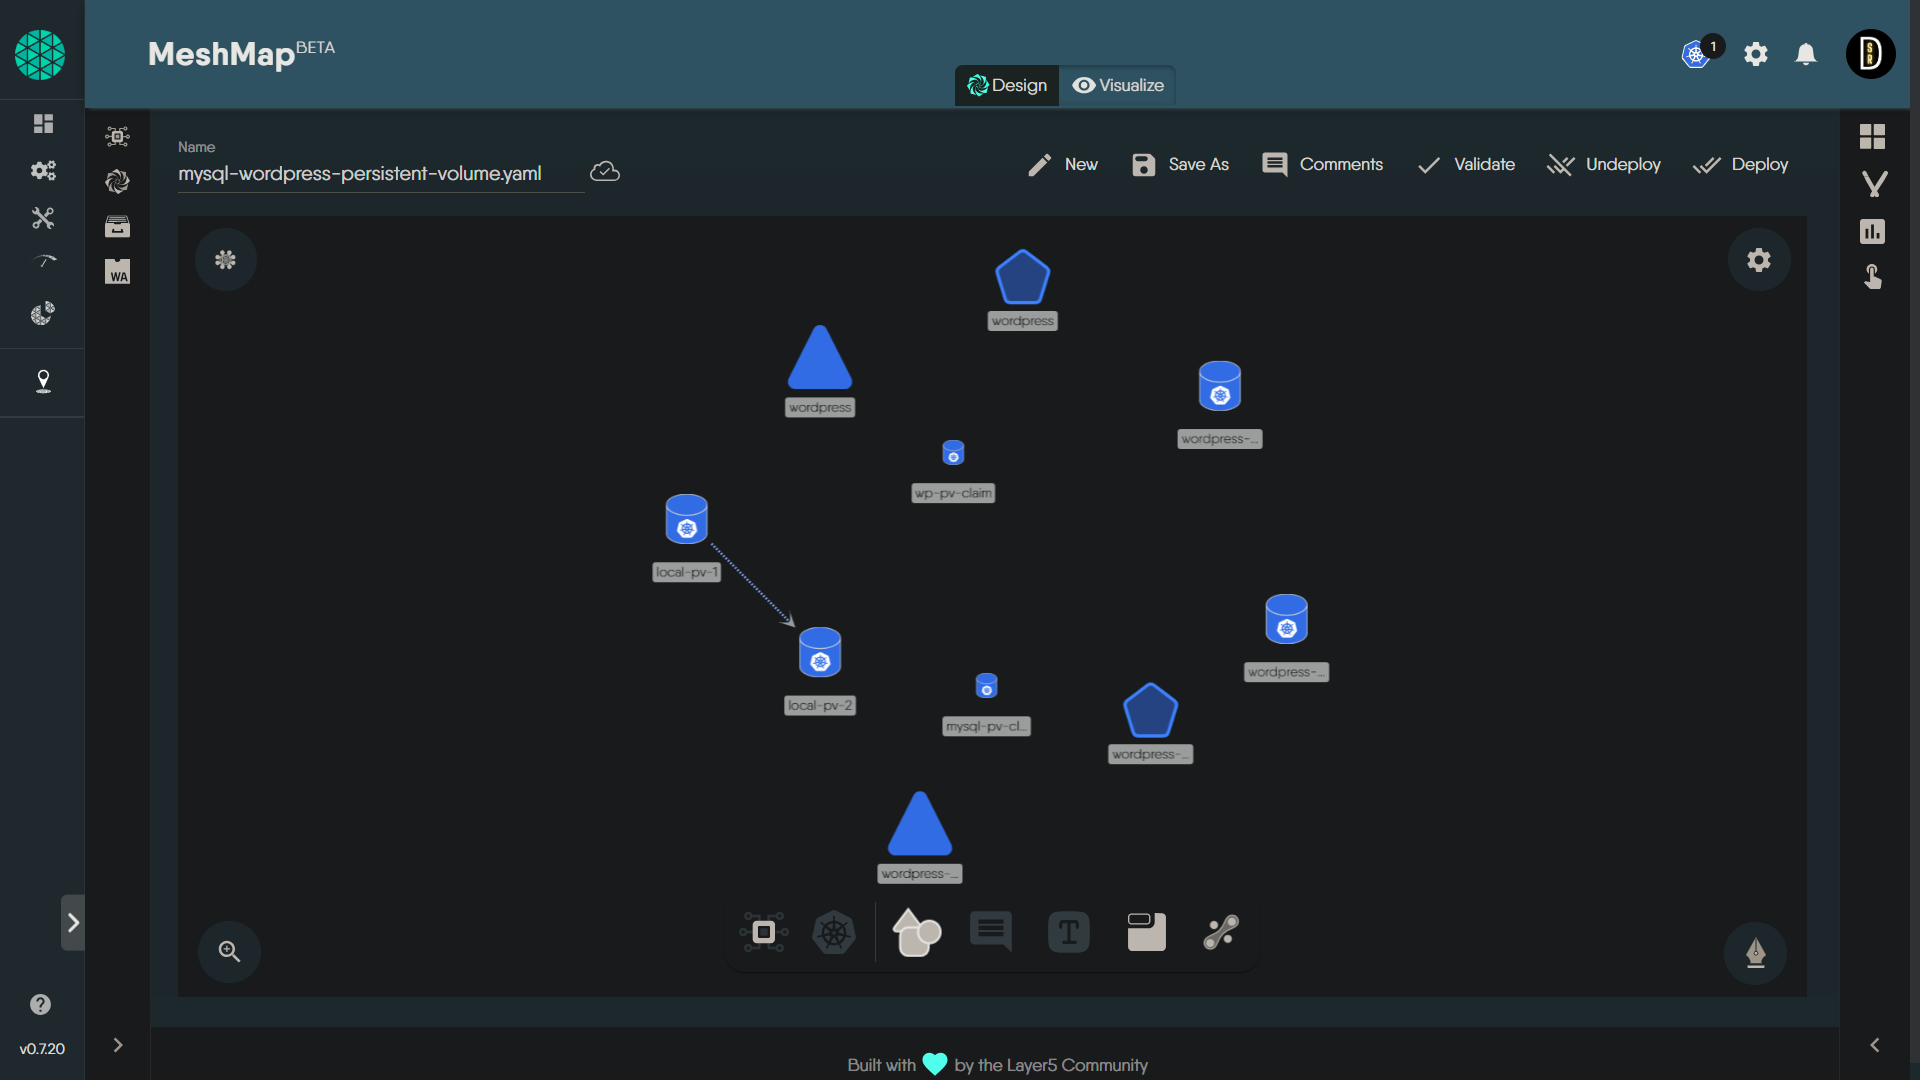 MeshMap BETA
1
D
SR
Design
Visualize
Name
mysql-wordpress-persistent-volume.yaml
New
Save As
Comments
Validate
Undeploy
Deploy
WA
wordpress
wordpress
wordpress-...
wp-pv-claim
local-pv-1
wordpress-...
local-pv-2
mysql-pv-cl...
wordpress-...
wordpress-...
T
v0.7.20
Built with by the Layer5 Community